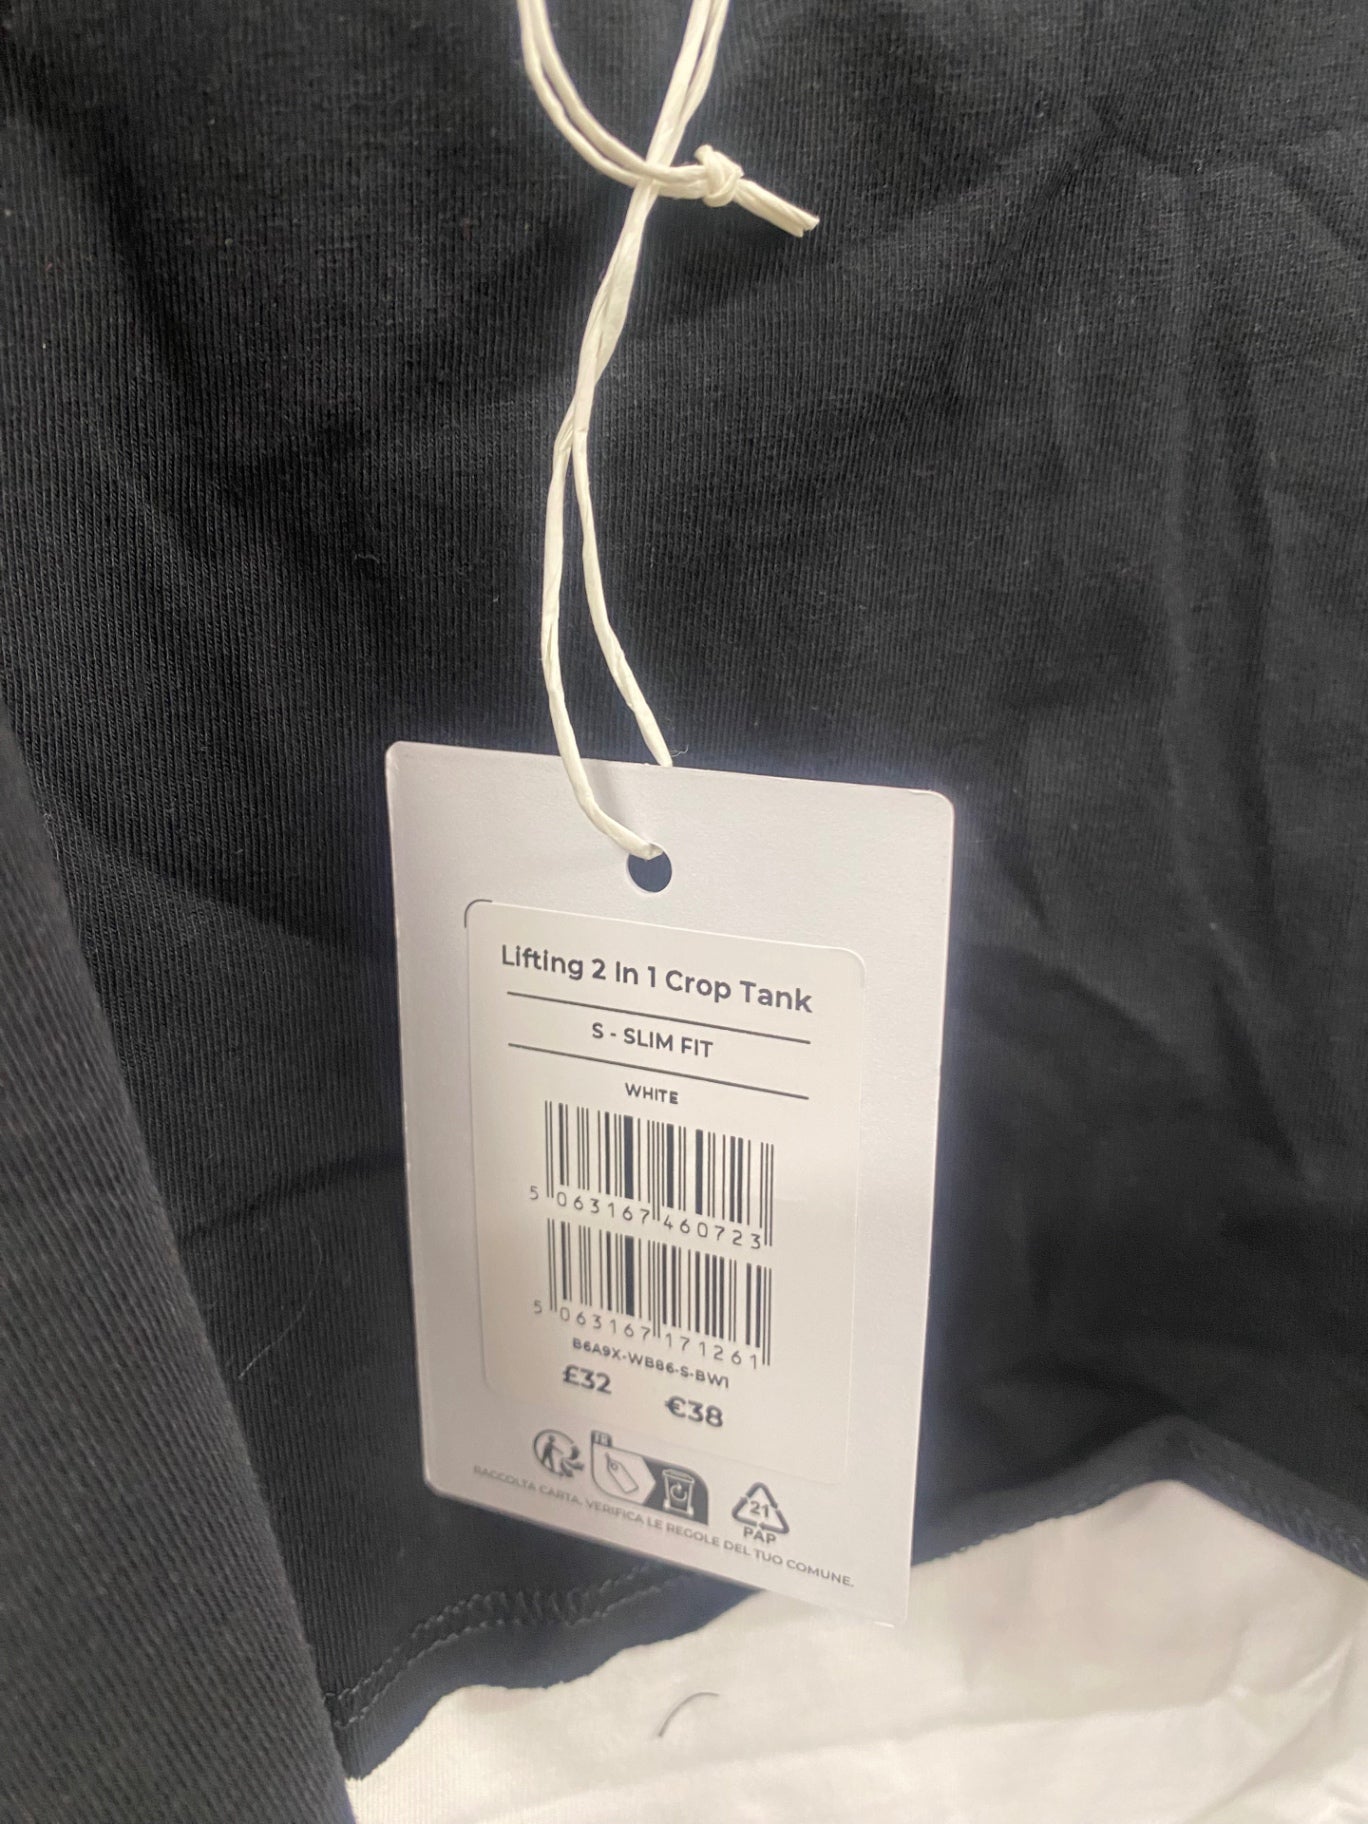 Lifting 2 In 1 Crop Tank
S - SLIM FIT
WHITE
5 063167 460723
5 063167 171261
B6A9X-WB86-S-BW1
£32 €38
FR
21
PAP
RACCOLTA CARTA. VERIFICA LE REGOLE DEL TUO COMUNE.